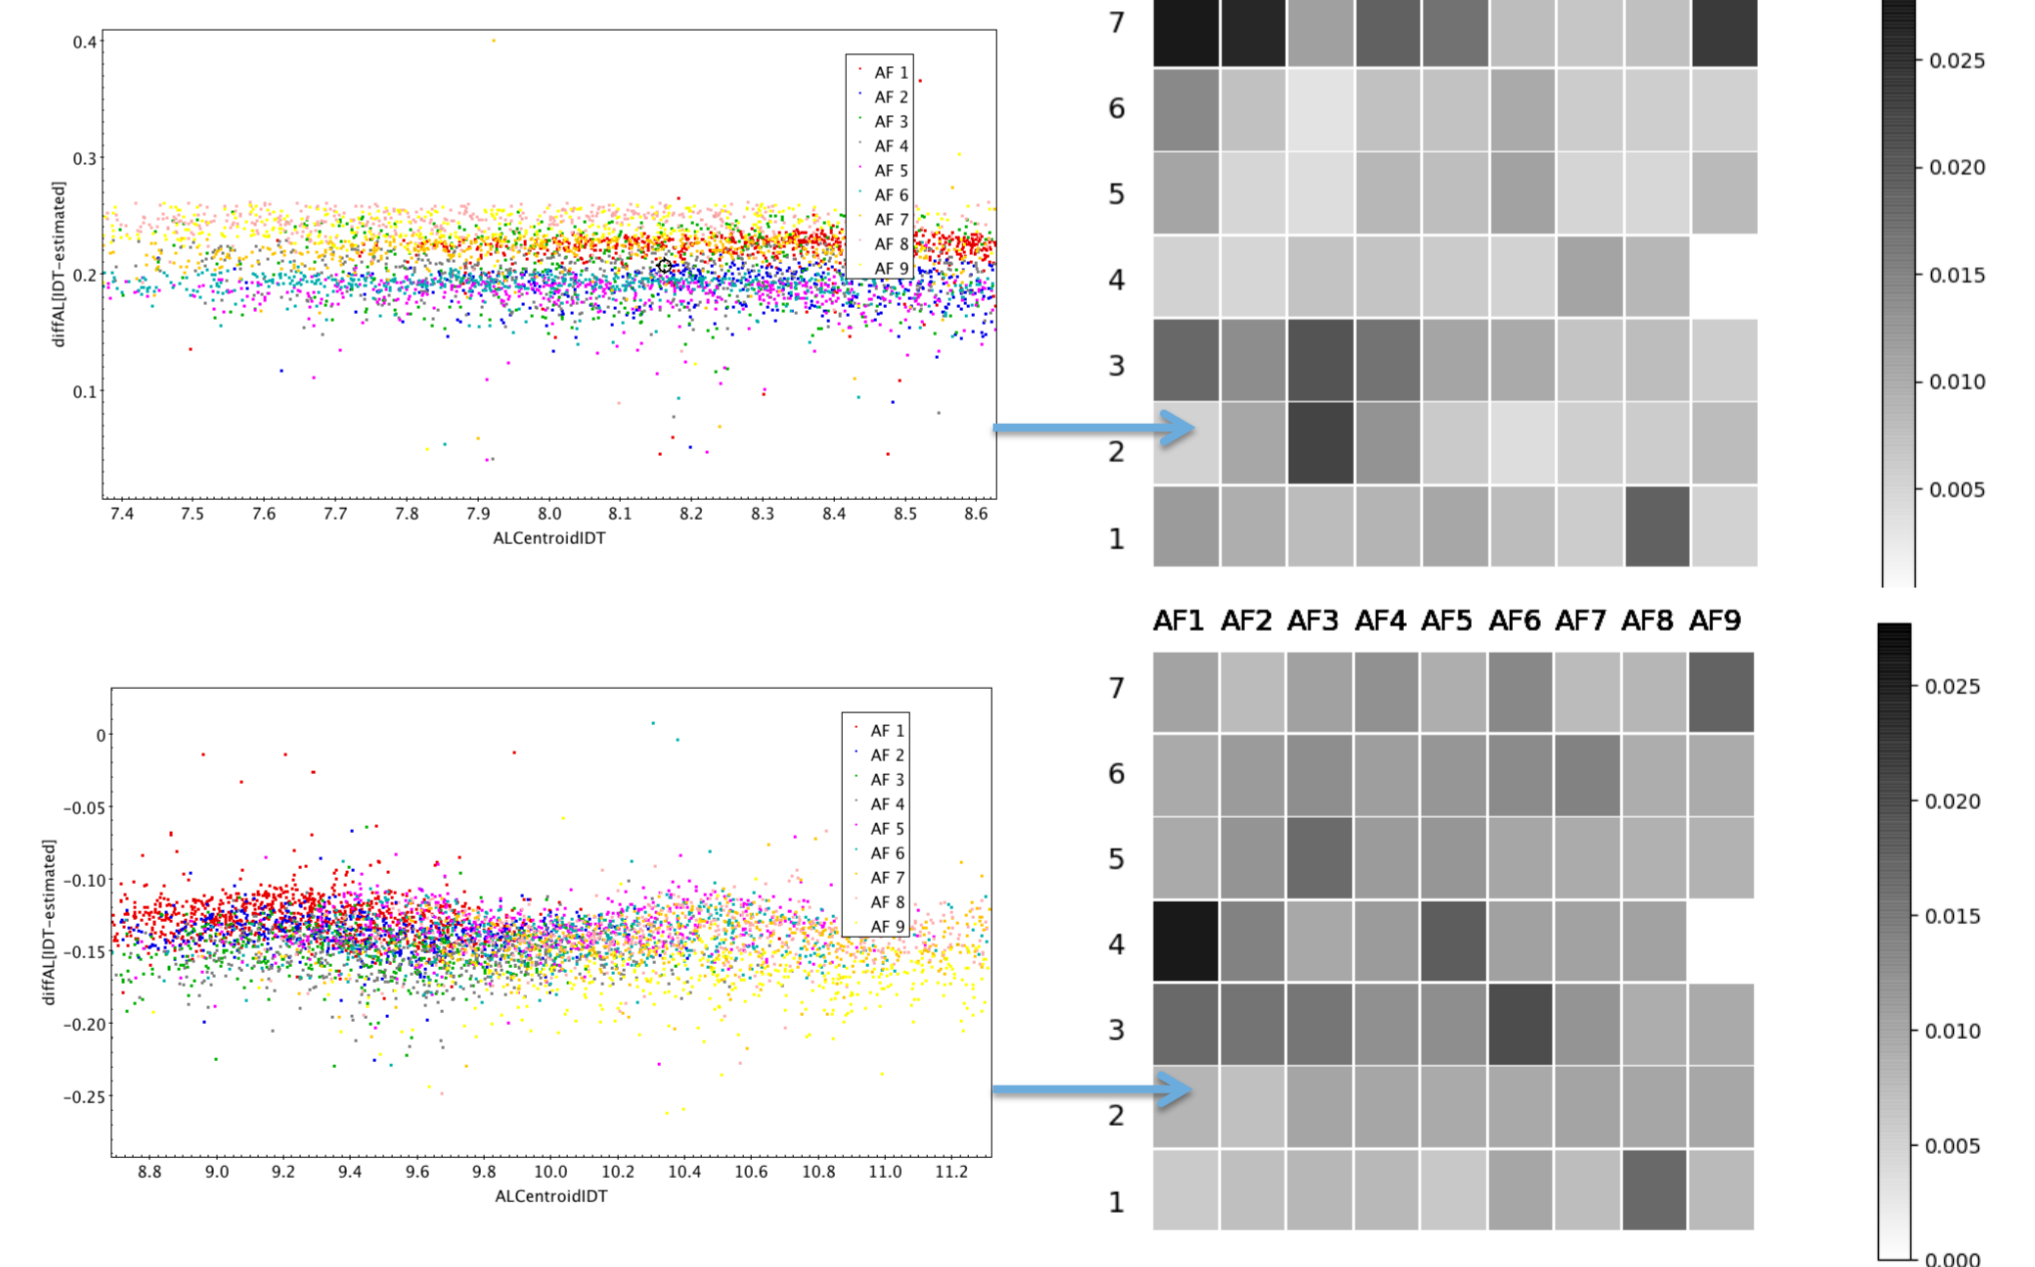 0.4
0.3
0.2
0.1
diffAL[IDT-estimated]
AF 1
AF 2
AF 3
AF 4
AF 5
AF 6
AF 7
AF 8
AF 9
7.4 7.5 7.6 7.7 7.8 7.9 8.0 8.1 8.2 8.3 8.4 8.5 8.6
ALCentroidIDT
7
6
5
4
3
2
1
0.025
0.020
0.015
0.010
0.005
AF1 AF2 AF3 AF4 AF5 AF6 AF7 AF8 AF9
0
−0.05
−0.10
−0.15
−0.20
−0.25
diffAL[IDT-estimated]
AF 1
AF 2
AF 3
AF 4
AF 5
AF 6
AF 7
AF 8
AF 9
8.8 9.0 9.2 9.4 9.6 9.8 10.0 10.2 10.4 10.6 10.8 11.0 11.2
ALCentroidIDT
7
6
5
4
3
2
1
0.025
0.020
0.015
0.010
0.005
0.000